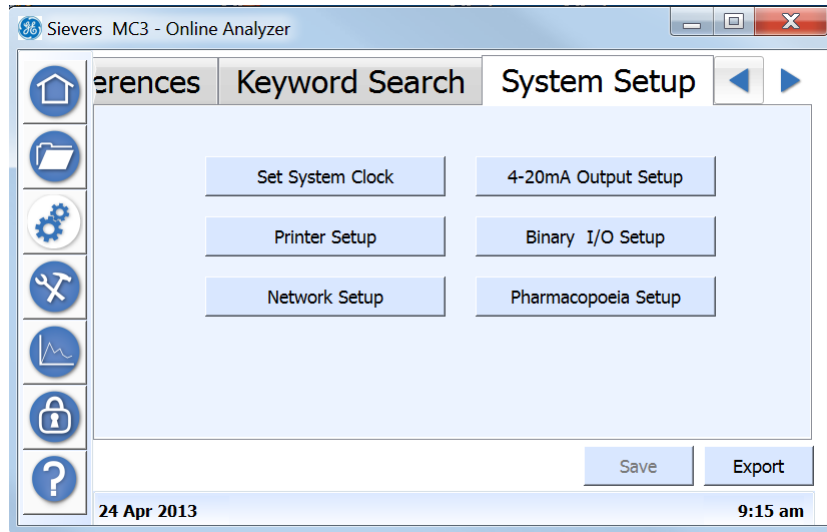 Sievers MC3 - Online Analyzer
erences Keyword Search System Setup
Set System Clock 4-20mA Output Setup
Printer Setup Binary I/O Setup
Network Setup Pharmacopoeia Setup
Save Export
24 Apr 2013 9:15 am